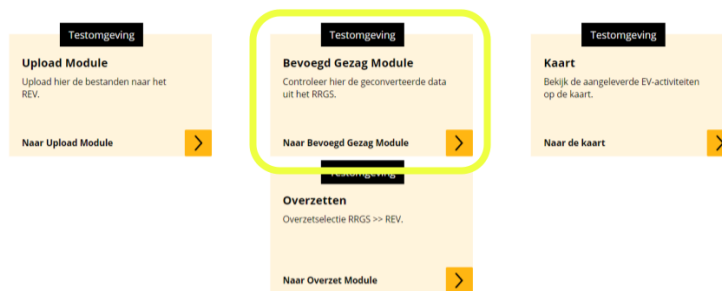 Testomgeving
Upload Module
Upload hier de bestanden naar het
REV.
Naar Upload Module
Testomgeving
Bevoegd Gezag Module
Controleer hier de geconverteerde data
uit het RRGS.
Naar Bevoegd Gezag Module
Testomgeving
Kaart
Bekijk de aangeleverde EV-activiteiten
op de kaart.
Naar de kaart
Testomgeving
Overzetten
Overzetselectie RRGS >> REV.
Naar Overzet Module